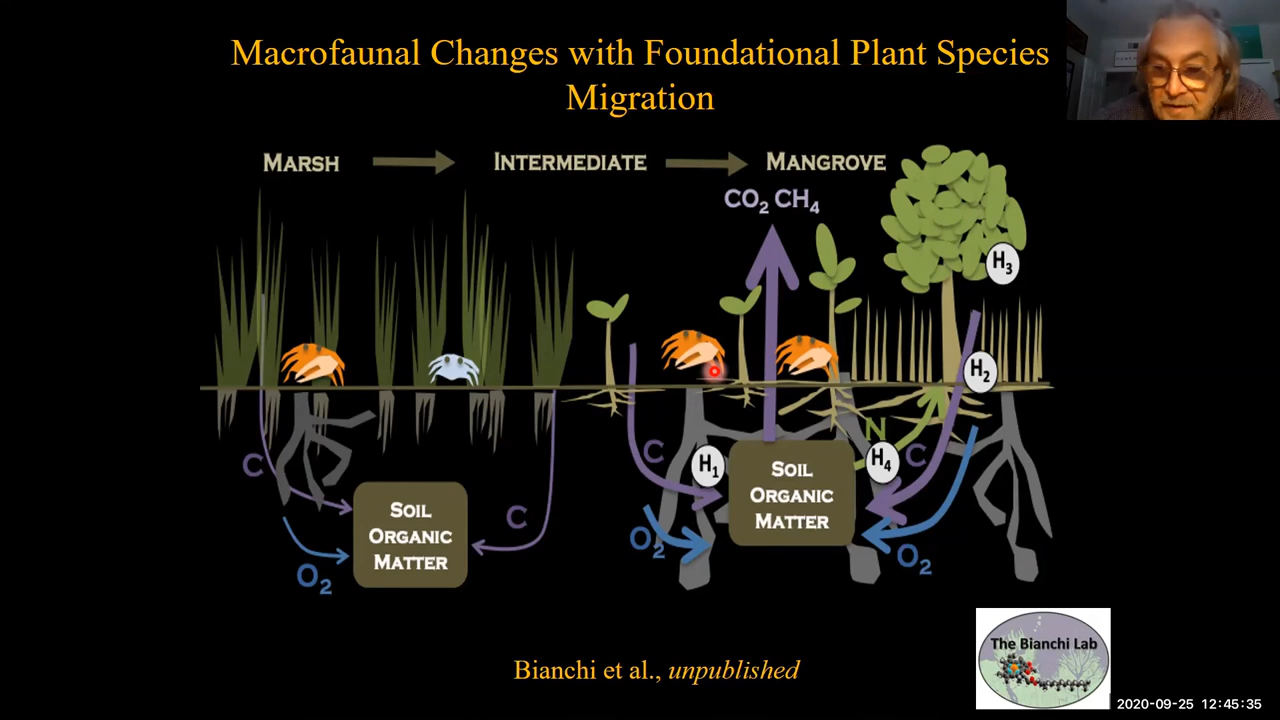 Macrofaunal Changes with Foundational Plant Species
Migration
MARSH
INTERMEDIATE
MANGROVE
CO2 CH4
H3
H2
N
C
H1
H4
C
C
SOIL
ORGANIC
MATTER
SOIL
ORGANIC
MATTER
C
O2
O2
O2
The Bianchi Lab
Bianchi et al., unpublished
2020-09-25 12:45:35